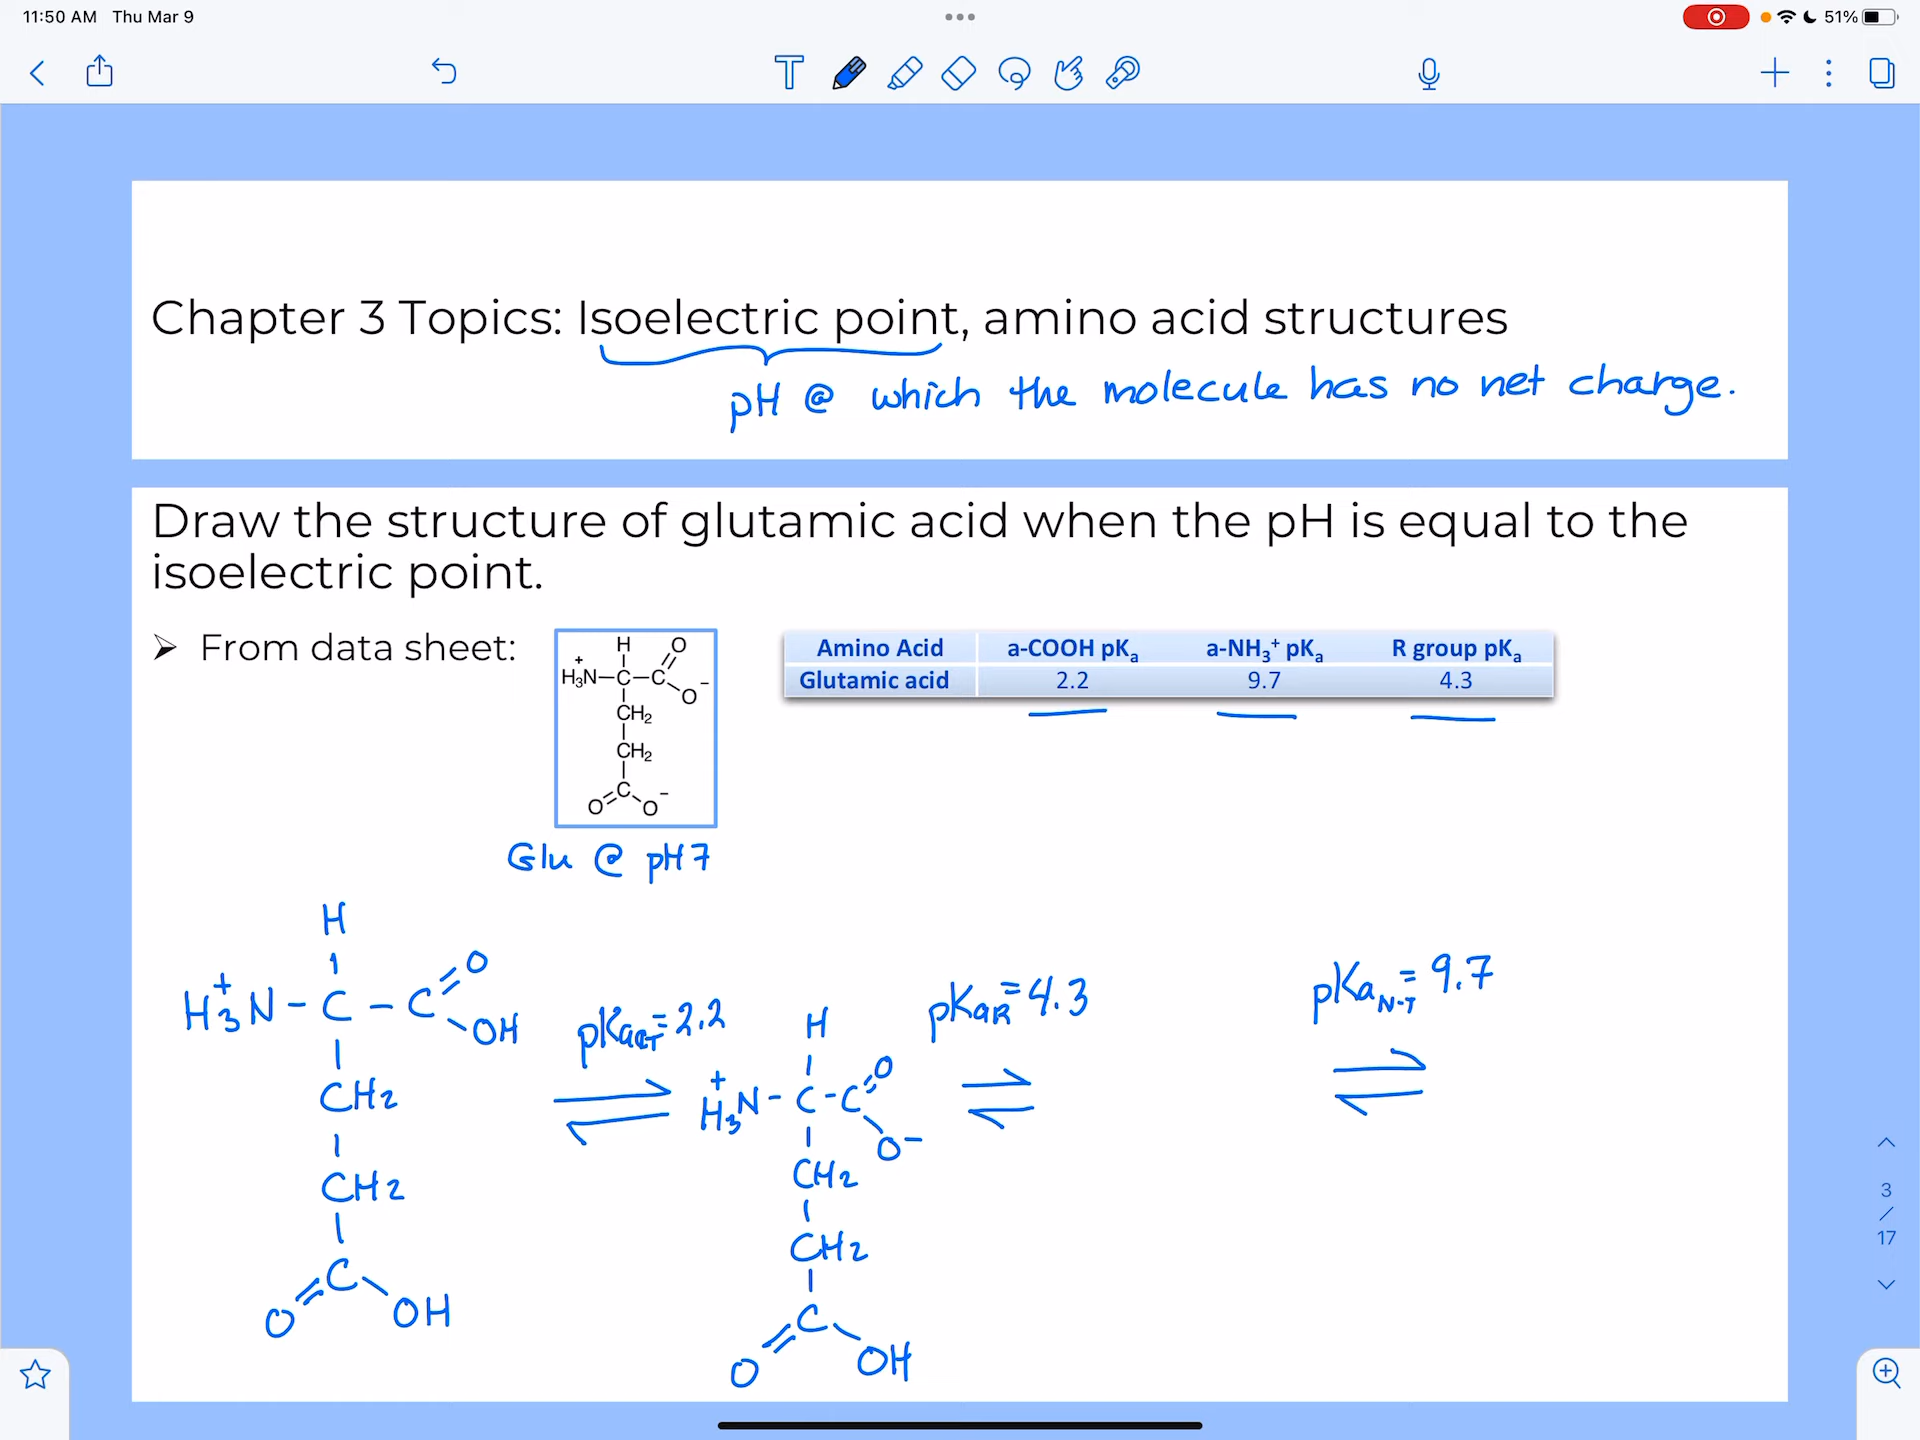 11:50 AM Thu Mar 9
51%
T
Chapter 3 Topics: Isoelectric point, amino acid structures
pH @ which the molecule has no net charge.
Draw the structure of glutamic acid when the pH is equal to the
isoelectric point.
➤ From data sheet:
H O
H₃N⁺–C–C
O⁻
CH₂
CH₂
C
O O⁻
Amino Acid a-COOH pKₐ a-NH₃⁺ pKₐ R group pKₐ
Glutamic acid 2.2 9.7 4.3
Glu @ pH7
H
O
H₃N⁺ – C – C
OH
CH₂
CH₂
C
O OH
pKaCT = 2.2
H
O
H₃N⁺ - C - C
O⁻
CH₂
CH₂
C
O OH
pKaR = 4.3
pKaN-T = 9.7
3
/
17